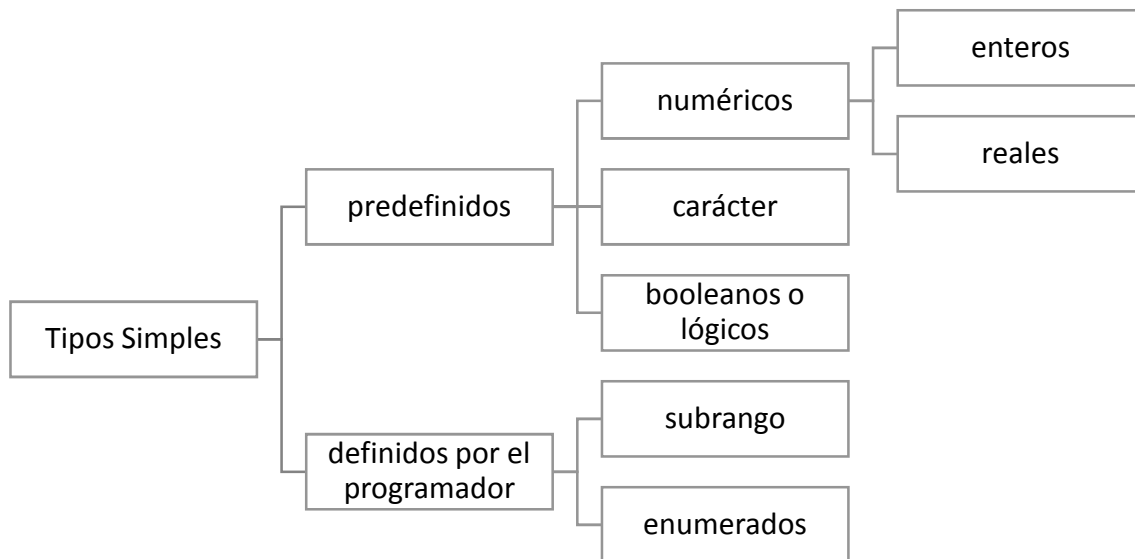 Tipos Simples
predefinidos
numéricos
enteros
reales
carácter
booleanos o
lógicos
definidos por el
programador
subrango
enumerados